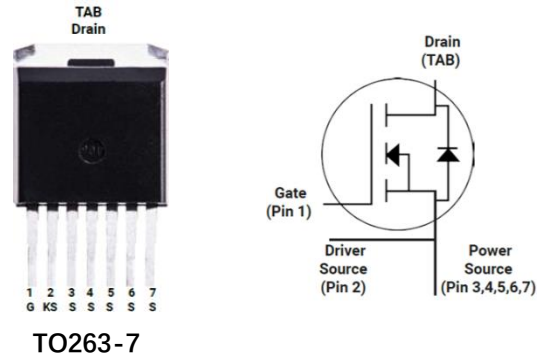 TAB
Drain
1 2 3 4 5 6 7
G KS S S S S S
TO263-7
Drain
(TAB)
Gate
(Pin 1)
Driver
Source
(Pin 2)
Power
Source
(Pin 3,4,5,6,7)